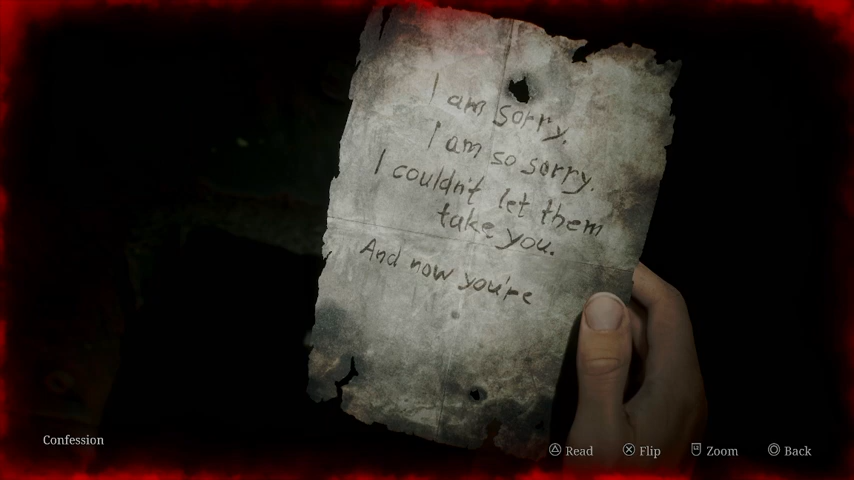 I am sorry.
I am so sorry.
I couldn't let them
take you.
And now you're
Confession
Read
Flip
Zoom
Back